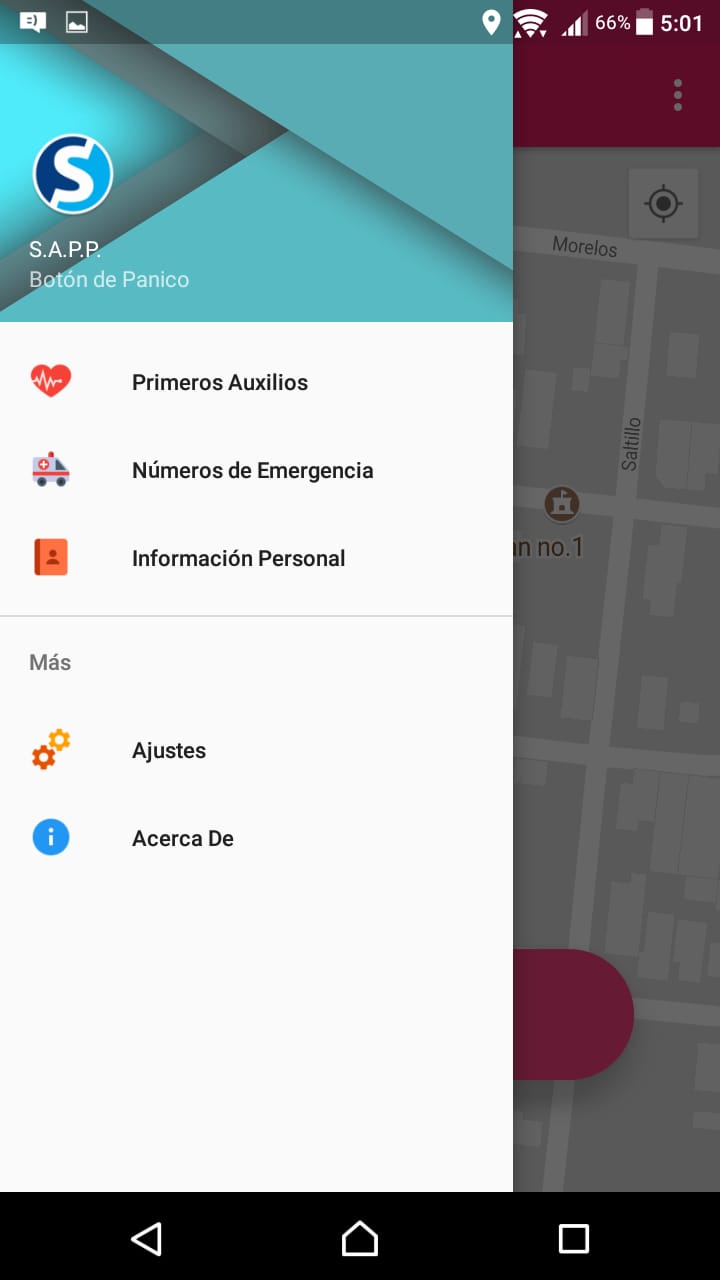 66% 5:01
S.A.P.P.
Botón de Panico
Primeros Auxilios
Números de Emergencia
Información Personal
Más
Ajustes
Acerca De
Morelos
Saltillo
no.1